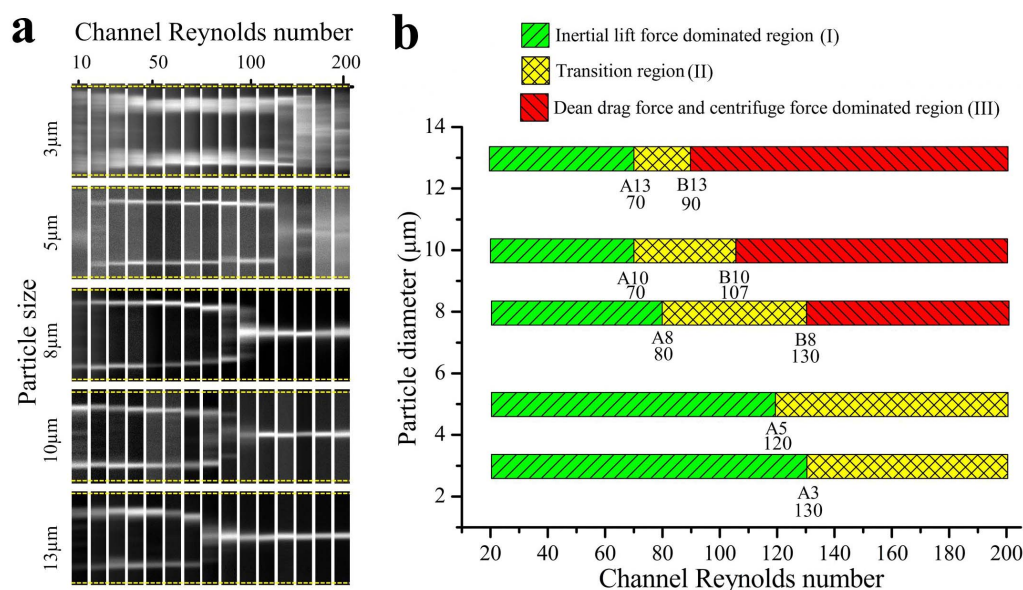 a
Channel Reynolds number
10 50 100 200
Particle size
3μm
5μm
8μm
10μm
13μm
b
Inertial lift force dominated region (I)
Transition region (II)
Dean drag force and centrifuge force dominated region (III)
Particle diameter (μm)
14
12
10
8
6
4
2
A13 B13
70 90
A10 B10
70 107
A8 B8
80 130
A5
120
A3
130
20 40 60 80 100 120 140 160 180 200
Channel Reynolds number